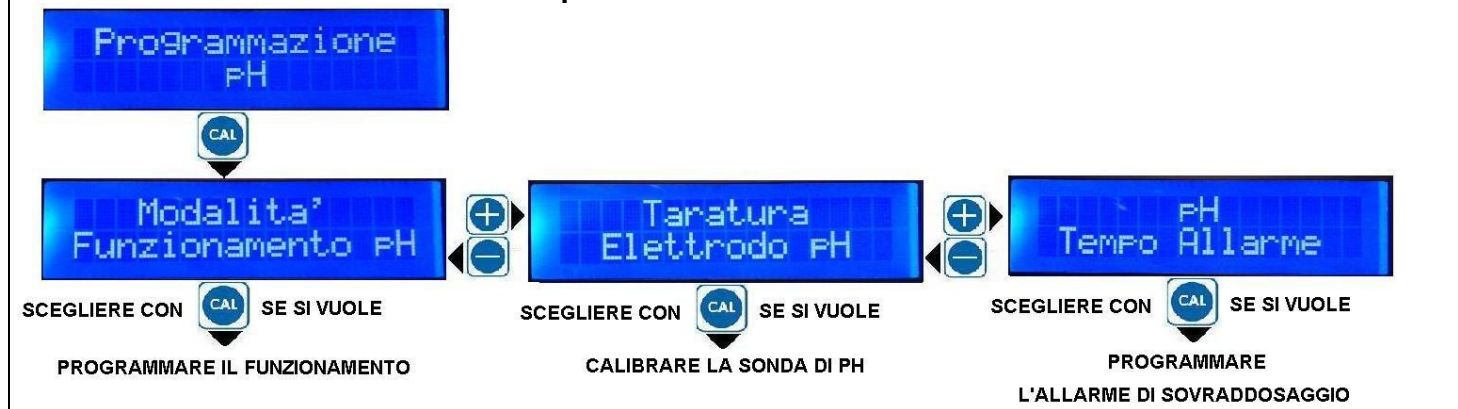 Programmazione
pH
CAL
Modalita'
Funzionamento pH
+
−
Taratura
Elettrodo pH
+
−
pH
Tempo Allarme
SCEGLIERE CON CAL SE SI VUOLE
PROGRAMMARE IL FUNZIONAMENTO
SCEGLIERE CON CAL SE SI VUOLE
CALIBRARE LA SONDA DI PH
SCEGLIERE CON CAL SE SI VUOLE
PROGRAMMARE
L'ALLARME DI SOVRADDOSAGGIO